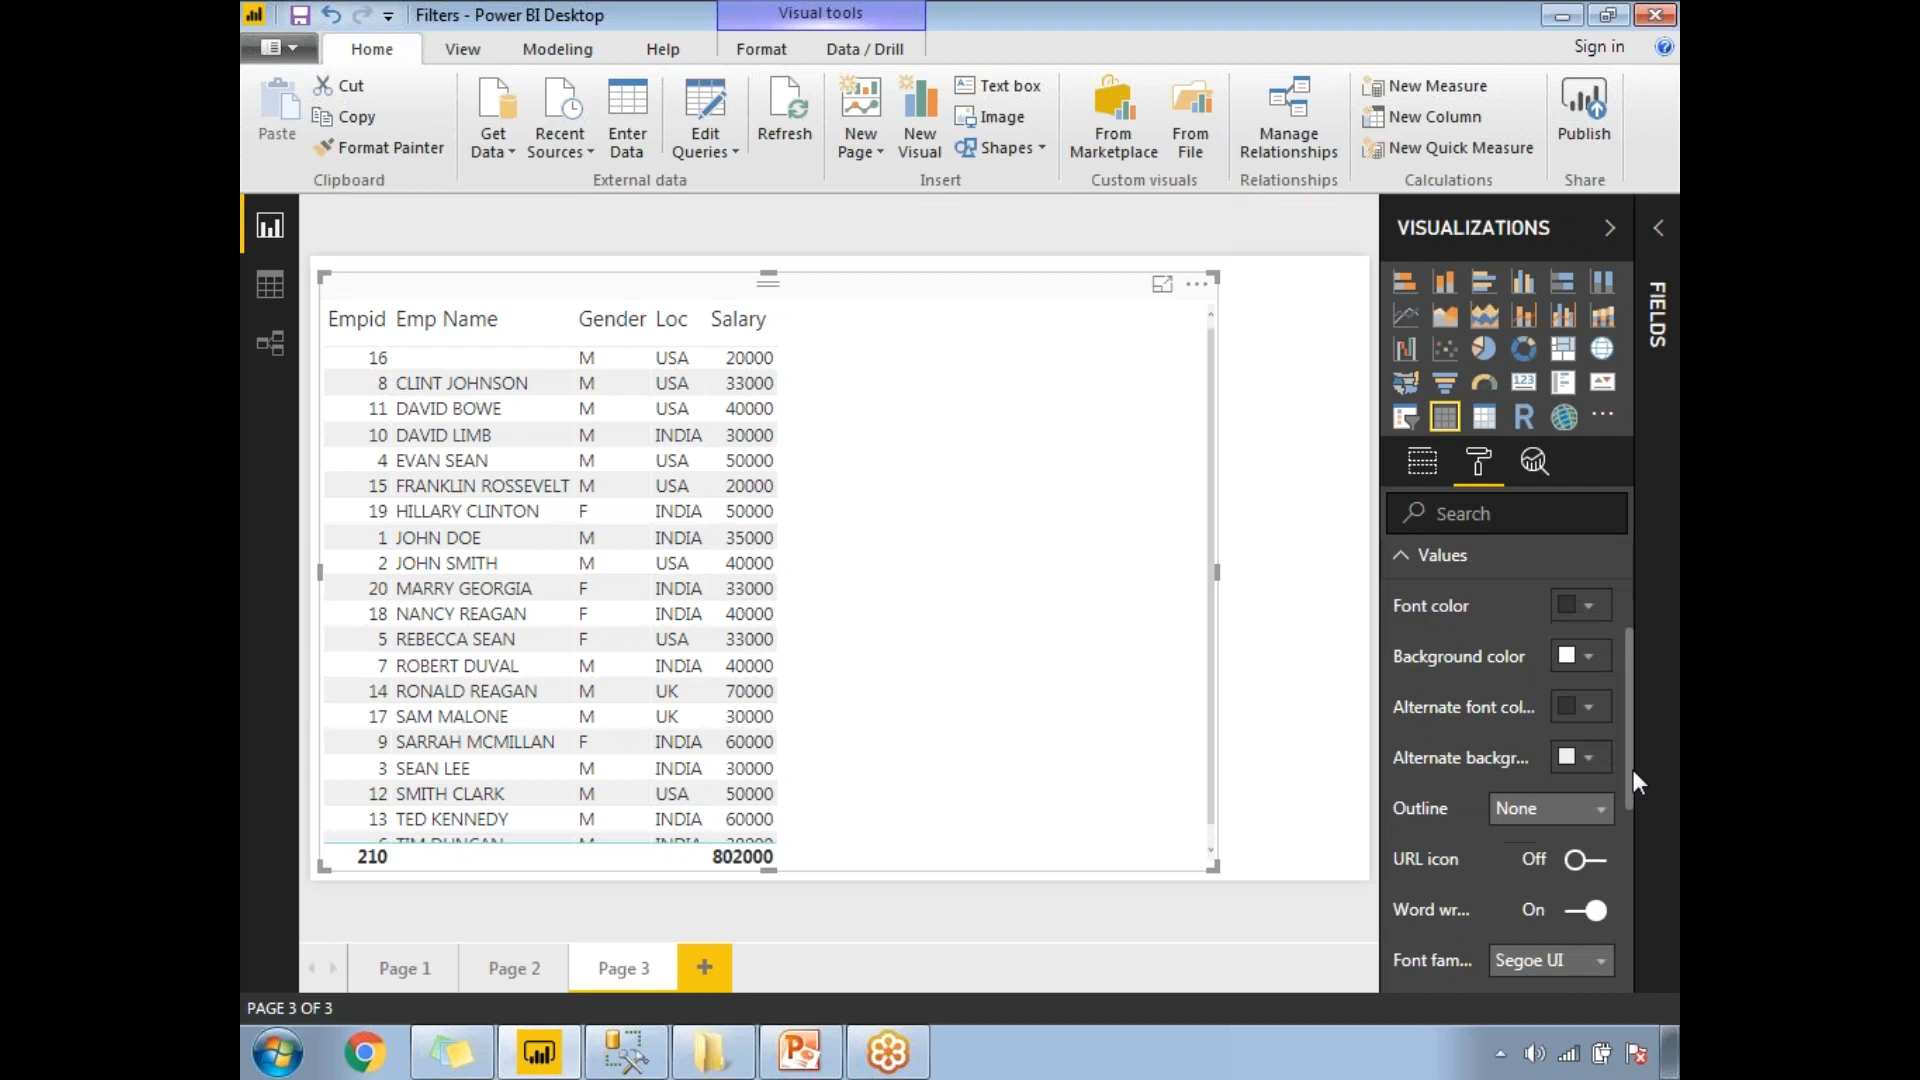 Filters - Power BI Desktop
Visual tools
Home
View
Modeling
Help
Format
Data / Drill
Sign in
Paste
Cut
Copy
Format Painter
Clipboard
Get Data
Recent Sources
Enter Data
Edit Queries
Refresh
External data
New Page
New Visual
Text box
Image
Shapes
Insert
From Marketplace
From File
Custom visuals
Manage Relationships
Relationships
New Measure
New Column
New Quick Measure
Calculations
Publish
Share
Empid Emp Name Gender Loc Salary
16 M USA 20000
8 CLINT JOHNSON M USA 33000
11 DAVID BOWE M USA 40000
10 DAVID LIMB M INDIA 30000
4 EVAN SEAN M USA 50000
15 FRANKLIN ROSSEVELT M USA 20000
19 HILLARY CLINTON F INDIA 50000
1 JOHN DOE M INDIA 35000
2 JOHN SMITH M USA 40000
20 MARRY GEORGIA F INDIA 33000
18 NANCY REAGAN F INDIA 40000
5 REBECCA SEAN F USA 33000
7 ROBERT DUVAL M INDIA 40000
14 RONALD REAGAN M UK 70000
17 SAM MALONE M UK 30000
9 SARRAH MCMILLAN F INDIA 60000
3 SEAN LEE M INDIA 30000
12 SMITH CLARK M USA 50000
13 TED KENNEDY M INDIA 60000
6 TIM DUNCAN M INDIA
210 802000
VISUALIZATIONS
FIELDS
123
R
Search
Values
Font color
Background color
Alternate font col...
Alternate backgr...
Outline None
URL icon Off
Word wr... On
Font fam... Segoe UI
Page 1
Page 2
Page 3
+
PAGE 3 OF 3